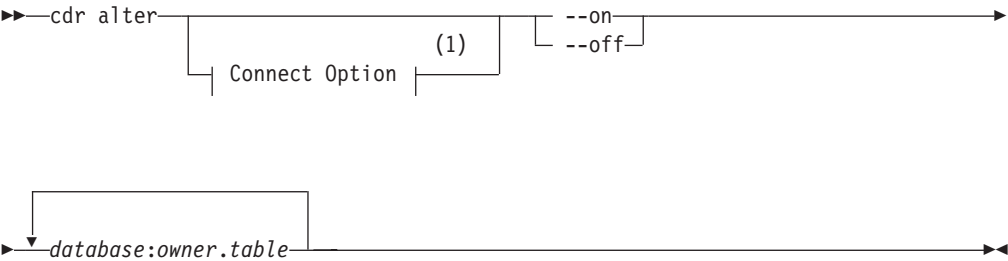 cdr alter
--on
--off
(1)
Connect Option
database:owner.table